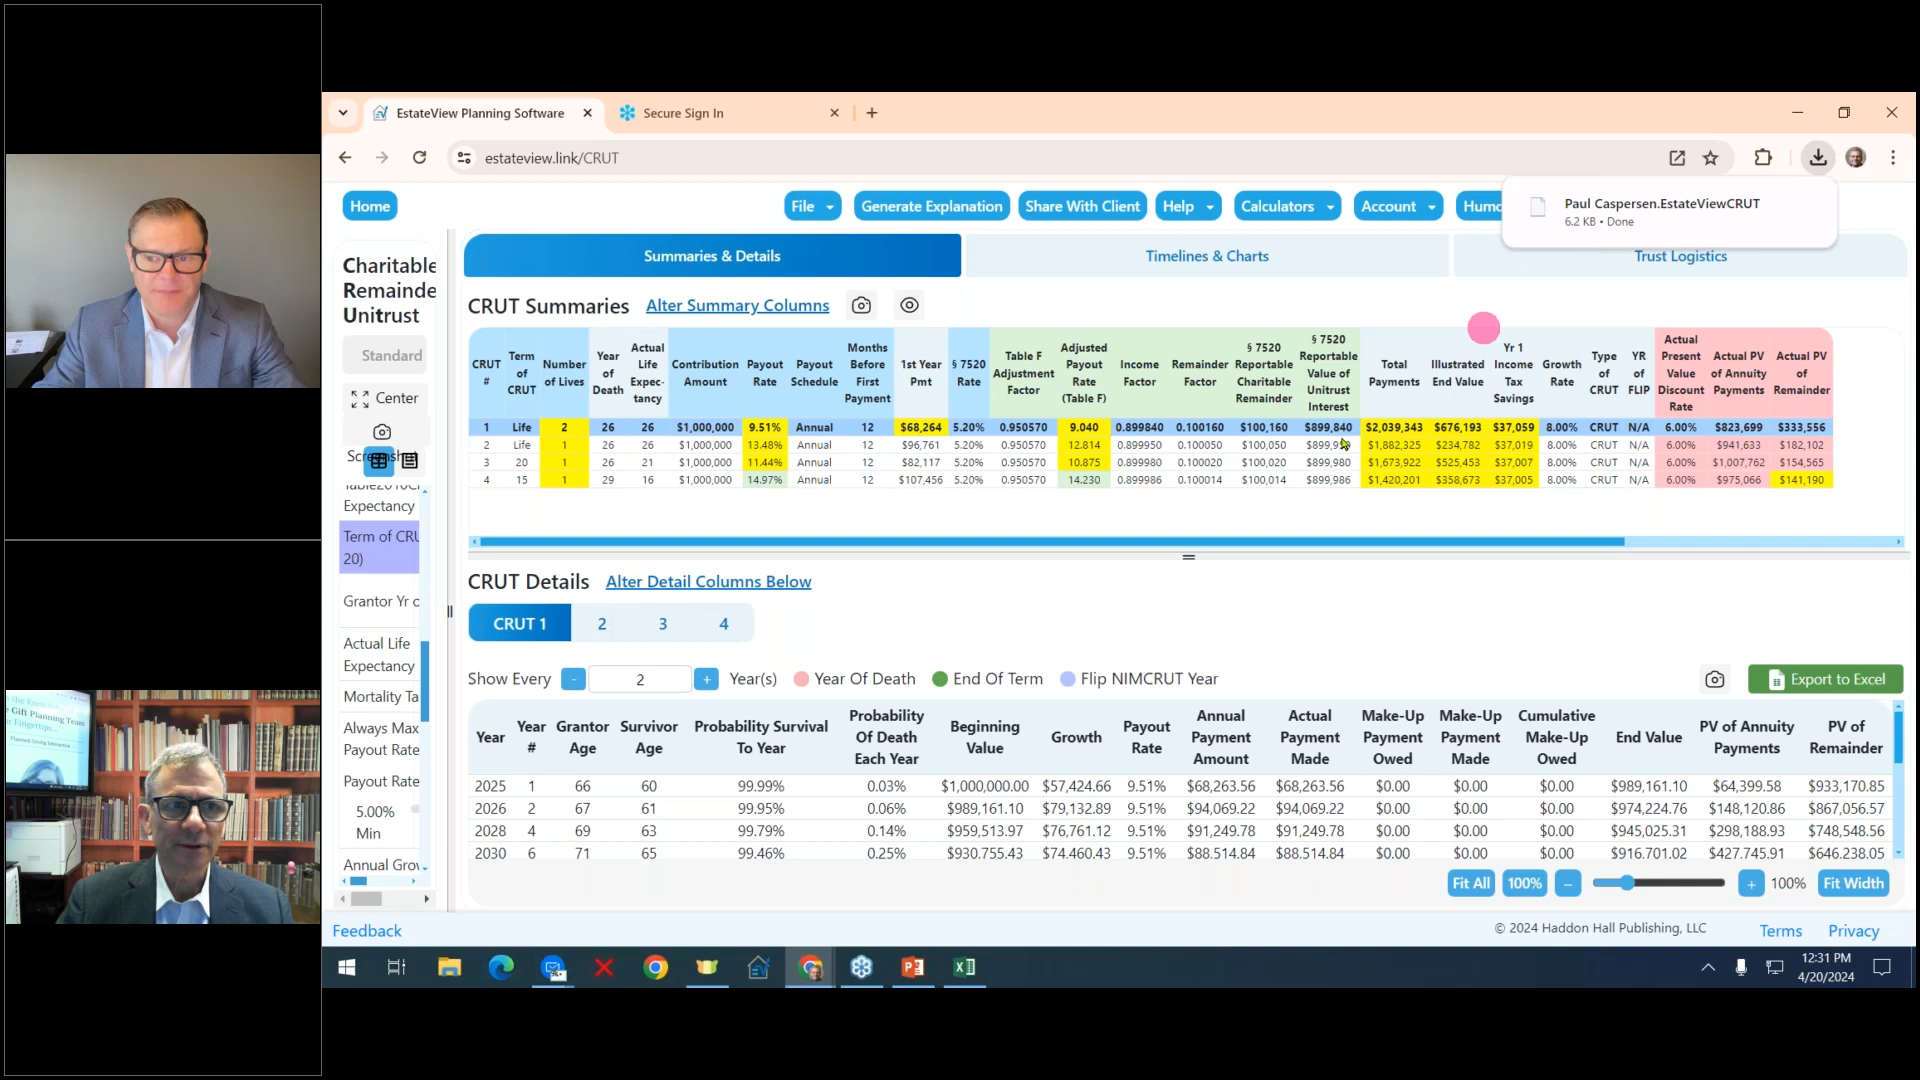 EstateView Planning Software
Secure Sign In
estateview.link/CRUT
Home
File
Generate Explanation
Share With Client
Help
Calculators
Account
Paul Caspersen.EstateViewCRUT
6.2 KB • Done
Charitable
Remainde
Unitrust
Standard
Center
Expectancy
Term of CRU
20)
Grantor Yr o
Actual Life
Expectancy
Mortality Ta
Always Max
Payout Rate
Payout Rate
5.00%
Min
Annual Grov
Summaries & Details
Timelines & Charts
Trust Logistics
CRUT Summaries
Alter Summary Columns
CRUT # Term of CRUT Number of Lives Year of Death Actual Life Expec-tancy Contribution Amount Payout Rate Payout Schedule Months Before First Payment 1st Year Pmt § 7520 Rate Table F Adjustment Factor Adjusted Payout Rate (Table F) Income Factor Remainder Factor § 7520 Reportable Charitable Remainder § 7520 Reportable Value of Unitrust Interest Total Payments Illustrated End Value Yr 1 Income Tax Savings Growth Rate Type of CRUT YR of FLIP Actual Present Value Discount Rate Actual PV of Annuity Payments Actual PV of Remainder
1 Life 2 26 26 $1,000,000 9.51% Annual 12 $68,264 5.20% 0.950570 9.040 0.899840 0.100160 $100,160 $899,840 $2,039,343 $676,193 $37,059 8.00% CRUT N/A 6.00% $823,699 $333,556
2 Life 1 26 26 $1,000,000 13.48% Annual 12 $96,761 5.20% 0.950570 12.814 0.899950 0.100050 $100,050 $1,882,325 $234,782 $37,019 8.00% CRUT N/A 6.00% $941,633 $182,102
3 20 1 26 21 $1,000,000 11.44% Annual 12 $82,117 5.20% 0.950570 10.875 0.899980 0.100020 $100,020 $899,980 $1,673,922 $525,453 $37,007 8.00% CRUT N/A 6.00% $1,007,762 $154,565
4 15 1 29 16 $1,000,000 14.97% Annual 12 $107,456 5.20% 0.950570 14.230 0.899986 0.100014 $100,014 $899,986 $1,420,201 $358,673 $37,005 8.00% CRUT N/A 6.00% $975,066 $141,190
CRUT Details
Alter Detail Columns Below
CRUT 1 2 3 4
Show Every - 2 + Year(s) Year Of Death End Of Term Flip NIMCRUT Year
Export to Excel
Year Year # Grantor Age Survivor Age Probability Survival To Year Probability Of Death Each Year Beginning Value Growth Payout Rate Annual Payment Amount Actual Payment Made Make-Up Payment Owed Make-Up Payment Made Cumulative Make-Up Owed End Value PV of Annuity Payments PV of Remainder
2025 1 66 60 99.99% 0.03% $1,000,000.00 $57,424.66 9.51% $68,263.56 $68,263.56 $0.00 $0.00 $0.00 $989,161.10 $64,399.58 $933,170.85
2026 2 67 61 99.95% 0.06% $989,161.10 $79,132.89 9.51% $94,069.22 $94,069.22 $0.00 $0.00 $0.00 $974,224.76 $148,120.86 $867,056.57
2028 4 69 63 99.79% 0.14% $959,513.97 $76,761.12 9.51% $91,249.78 $91,249.78 $0.00 $0.00 $0.00 $945,025.31 $298,188.93 $748,548.56
2030 6 71 65 99.46% 0.25% $930,755.43 $74,460.43 9.51% $88,514.84 $88,514.84 $0.00 $0.00 $0.00 $916,701.02 $427,745.91 $646,238.05
Fit All
100%
100%
Fit Width
Feedback
© 2024 Haddon Hall Publishing, LLC
Terms
Privacy
12:31 PM
4/20/2024
Gift Planning Team